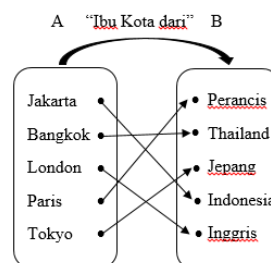 A “Ibu Kota dari” B
Jakarta Perancis
Bangkok Thailand
London Jepang
Paris Indonesia
Tokyo Inggris